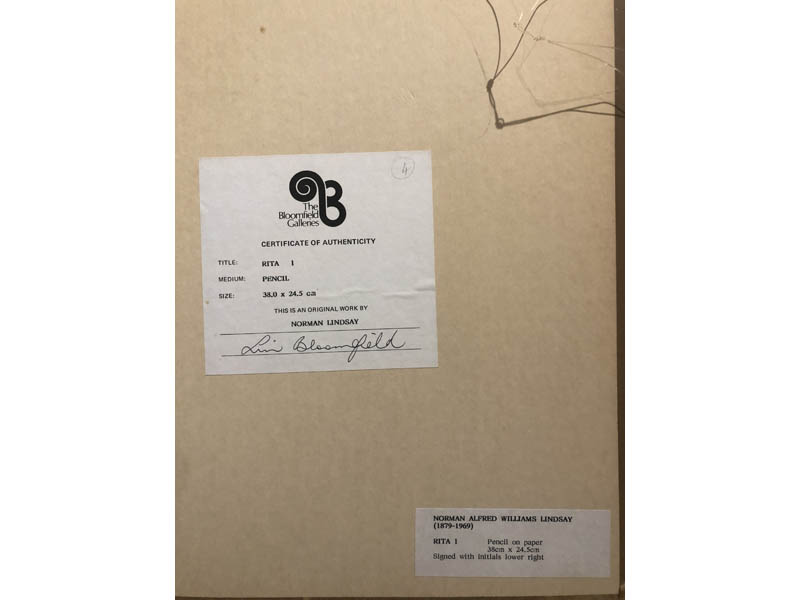 4
B
The
Bloomfield
Galleries
CERTIFICATE OF AUTHENTICITY
TITLE: RITA 1
MEDIUM: PENCIL
SIZE: 38.0 x 24.5 cm
THIS IS AN ORIGINAL WORK BY
NORMAN LINDSAY
Lin Bloomfield
NORMAN ALFRED WILLIAMS LINDSAY
(1879-1969)
RITA 1 Pencil on paper
38cm x 24.5cm
Signed with initials lower right